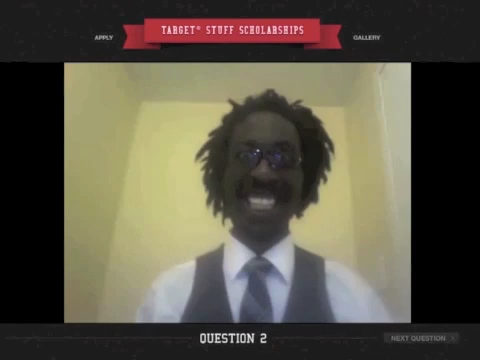 TARGET® STUFF SCHOLARSHIPS
APPLY
GALLERY
QUESTION 2
NEXT QUESTION